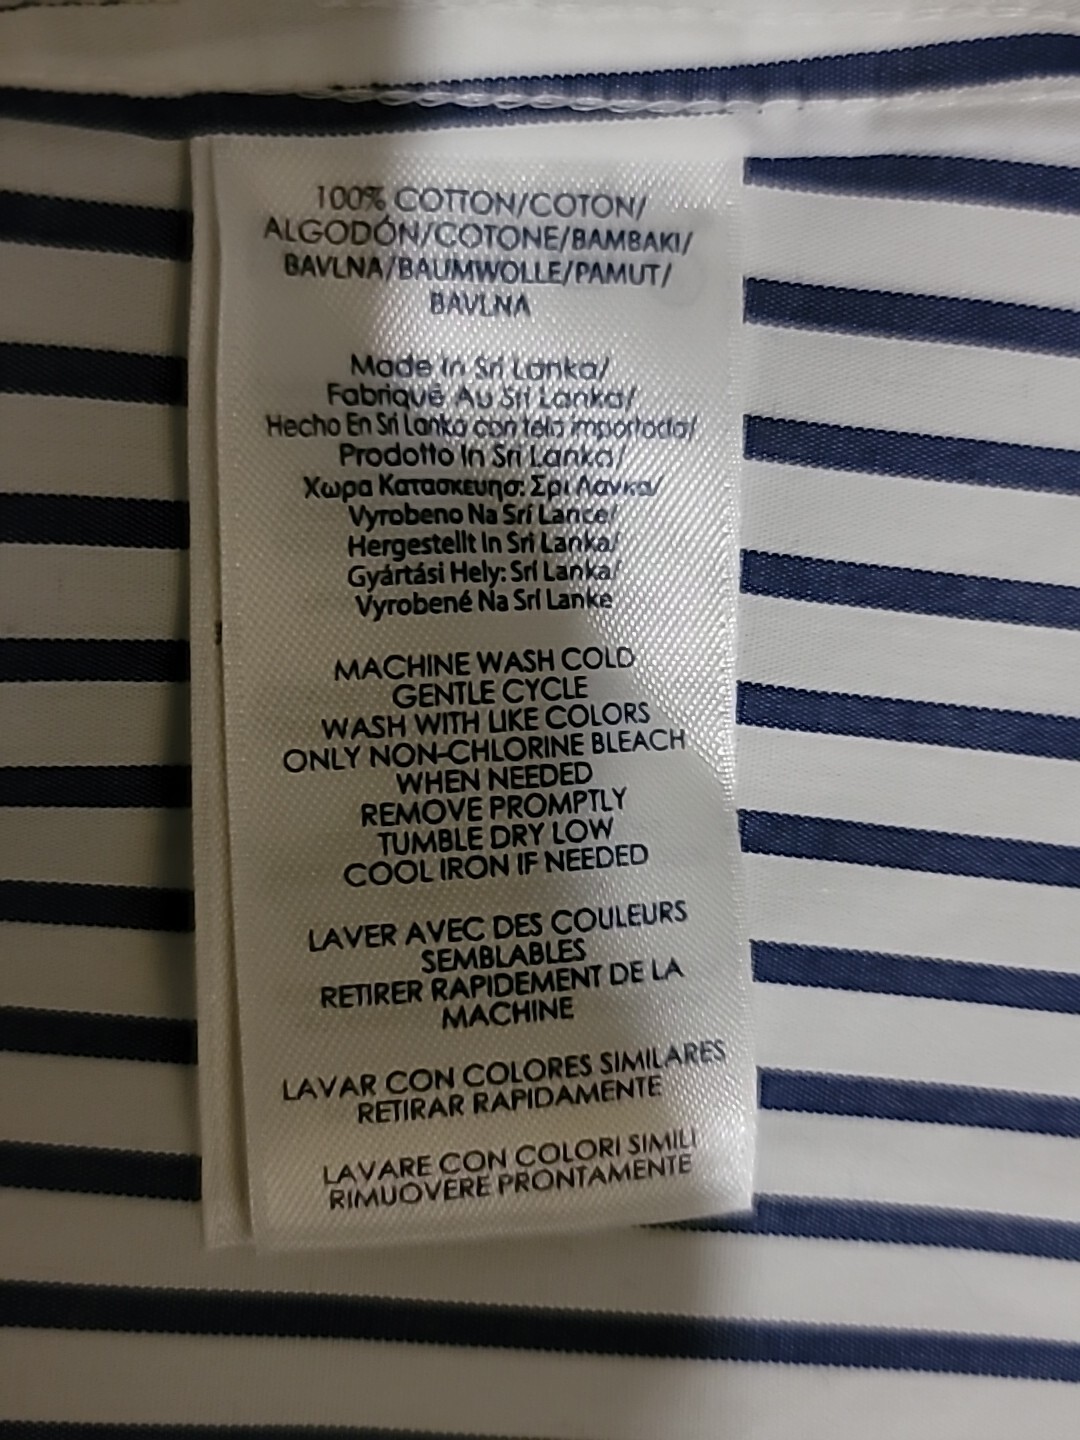 100% COTTON/COTON/
ALGODÓN/COTONE/BAMBAKI/
BAVLNA/BAUMWOLLE/PAMUT/
BAVLNA
Made In Sri Lanka/
Fabriqué Au Sri Lanka/
Hecho En Sri Lanka con tela importada/
Prodotto In Sri Lanka/
Χωρα Κατασκευησ: Σρι Λανκα/
Vyrobeno Na Srí Lance/
Hergestellt In Sri Lanka/
Gyártási Hely: Srí Lanka/
Vyrobené Na Srí Lanke
MACHINE WASH COLD
GENTLE CYCLE
WASH WITH LIKE COLORS
ONLY NON-CHLORINE BLEACH
WHEN NEEDED
REMOVE PROMPTLY
TUMBLE DRY LOW
COOL IRON IF NEEDED
LAVER AVEC DES COULEURS
SEMBLABLES
RETIRER RAPIDEMENT DE LA
MACHINE
LAVAR CON COLORES SIMILARES
RETIRAR RAPIDAMENTE
LAVARE CON COLORI SIMILI
RIMUOVERE PRONTAMENTE